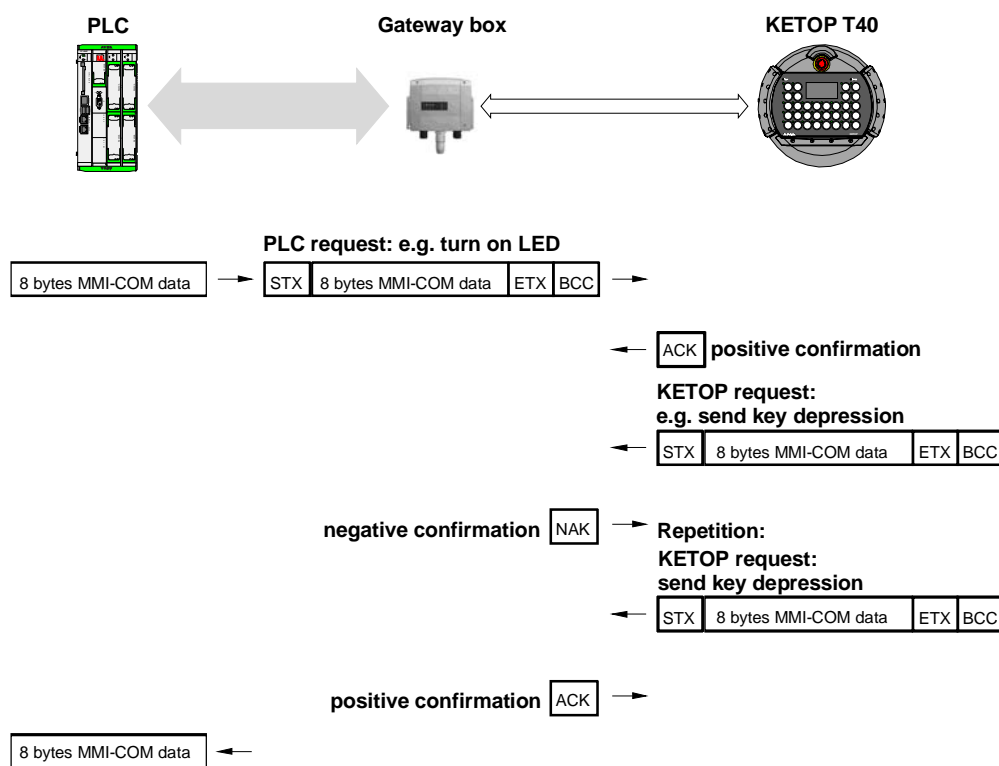 PLC Gateway box KETOP T40
PLC request: e.g. turn on LED
8 bytes MMI-COM data STX 8 bytes MMI-COM data ETX BCC
ACK positive confirmation
KETOP request:
e.g. send key depression
STX 8 bytes MMI-COM data ETX BCC
negative confirmation NAK Repetition:
KETOP request:
send key depression
STX 8 bytes MMI-COM data ETX BCC
positive confirmation ACK
8 bytes MMI-COM data